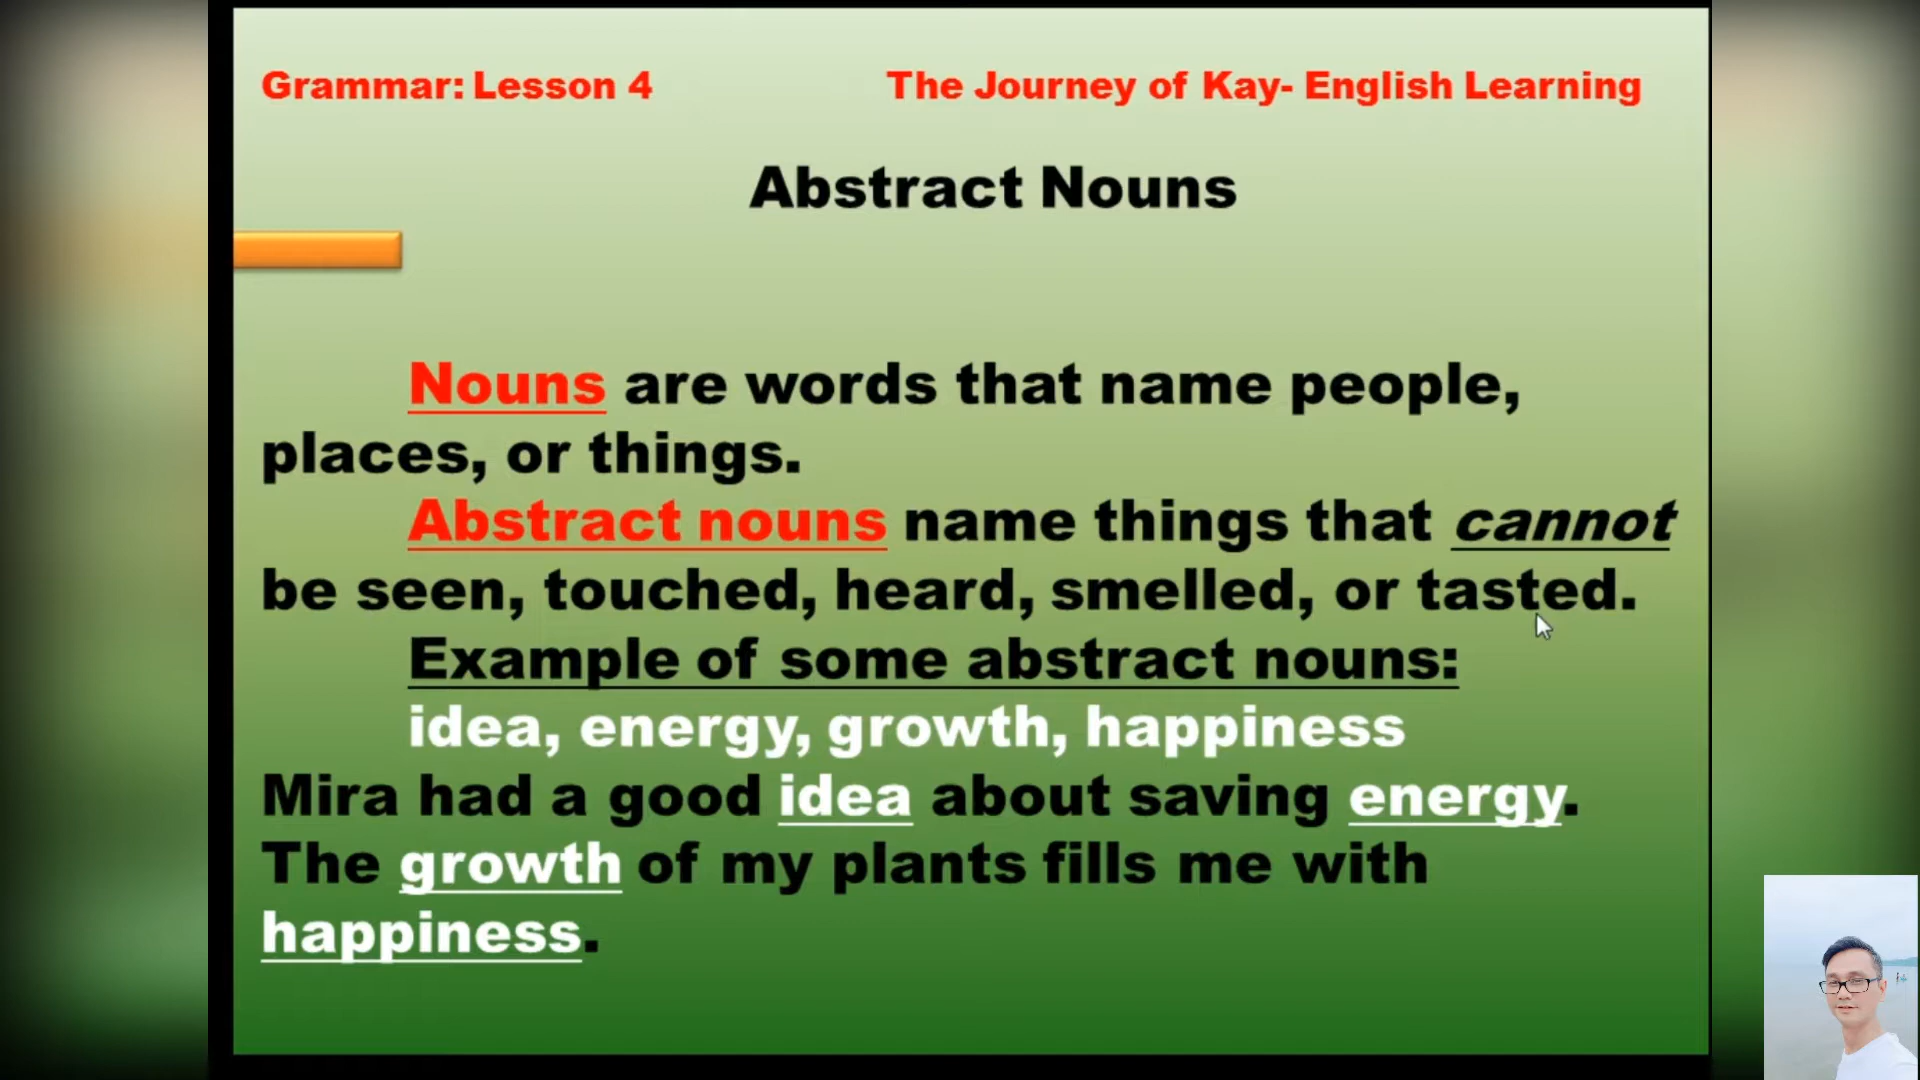 Grammar: Lesson 4
The Journey of Kay- English Learning
Abstract Nouns
Nouns are words that name people,
places, or things.
Abstract nouns name things that cannot
be seen, touched, heard, smelled, or tasted.
Example of some abstract nouns:
idea, energy, growth, happiness
Mira had a good idea about saving energy.
The growth of my plants fills me with
happiness.